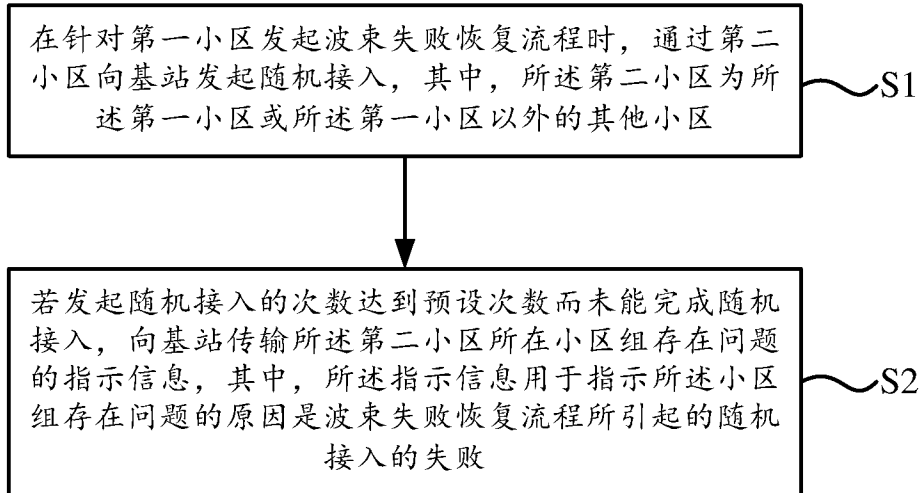 在针对第一小区发起波束失败恢复流程时，通过第二
小区向基站发起随机接入，其中，所述第二小区为所
述第一小区或所述第一小区以外的其他小区
S1
若发起随机接入的次数达到预设次数而未能完成随机
接入，向基站传输所述第二小区所在小区组存在问题
的指示信息，其中，所述指示信息用于指示所述小区
组存在问题的原因是波束失败恢复流程所引起的随机
接入的失败
S2